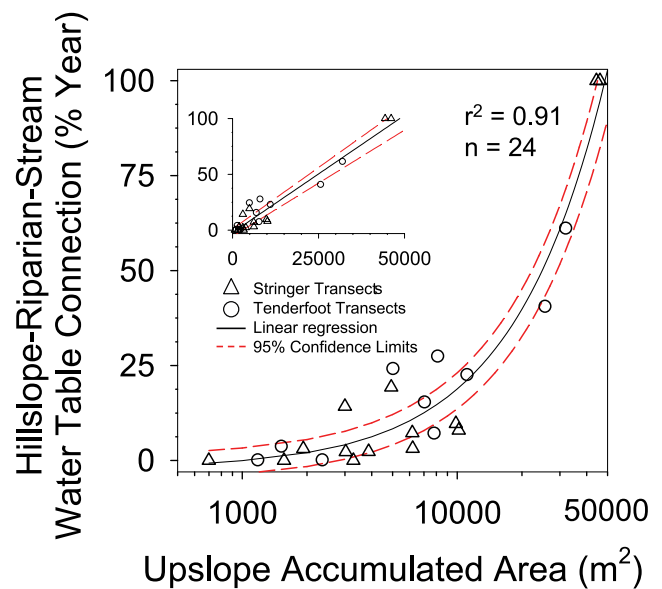 Hillslope-Riparian-Stream
Water Table Connection (% Year)
100
75
50
25
0
100
50
0
0 25000 50000
r² = 0.91
n = 24
Stringer Transects
Tenderfoot Transects
Linear regression
95% Confidence Limits
1000 10000 50000
Upslope Accumulated Area (m²)